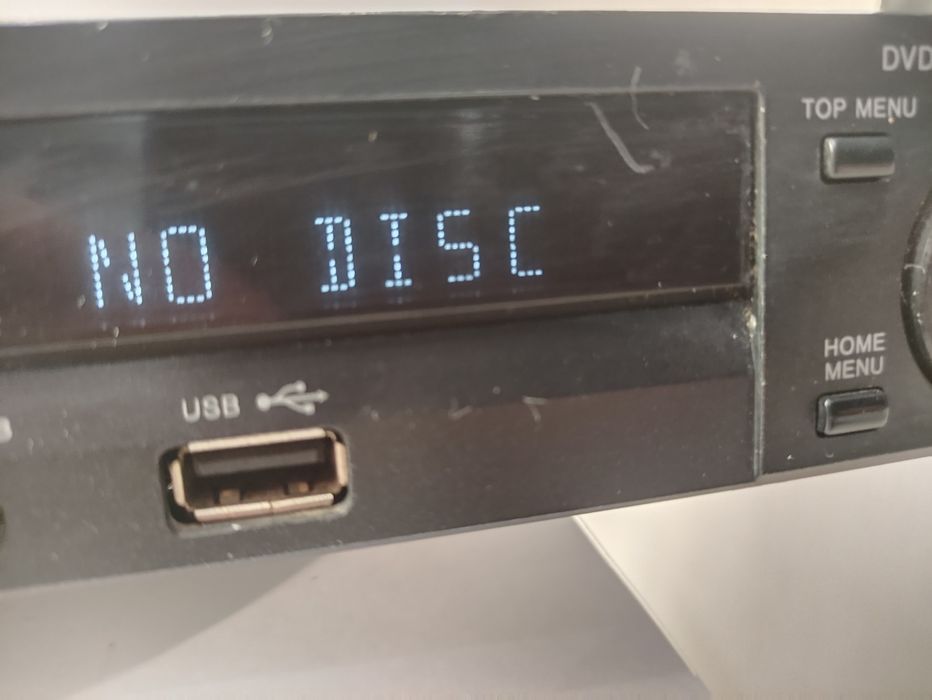 DVD
TOP MENU
NO DISC
HOME
MENU
USB